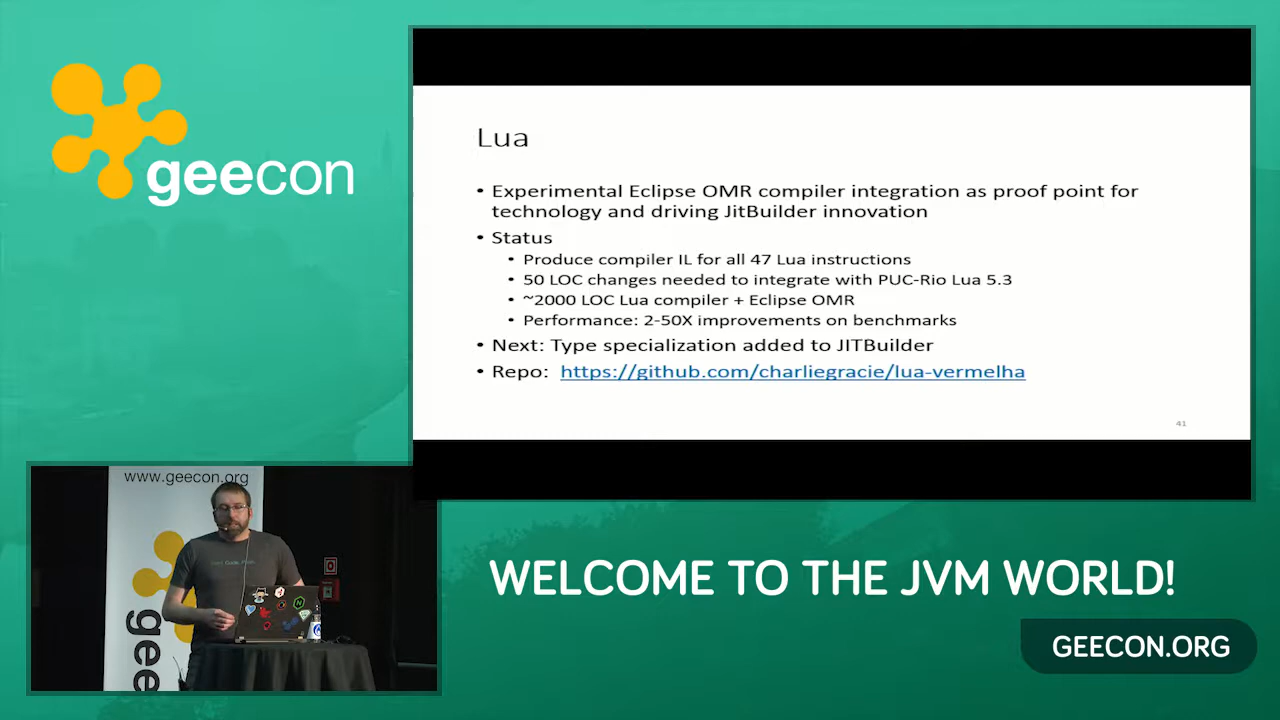 geecon
Lua
• Experimental Eclipse OMR compiler integration as proof point for
technology and driving JitBuilder innovation
• Status
• Produce compiler IL for all 47 Lua instructions
• 50 LOC changes needed to integrate with PUC-Rio Lua 5.3
• ~2000 LOC Lua compiler + Eclipse OMR
• Performance: 2-50X improvements on benchmarks
• Next: Type specialization added to JITBuilder
• Repo: https://github.com/charliegracie/lua-vermelha
41
www.geecon.org
geec
WELCOME TO THE JVM WORLD!
GEECON.ORG